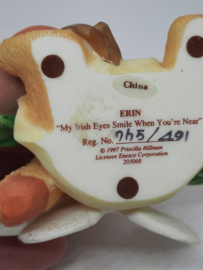 China
ERIN
"My Irish Eyes Smile When You're Near"
Reg. No. 7h5/491
© 1997 Priscilla Hillman
Licensee Enesco Corporation
203068